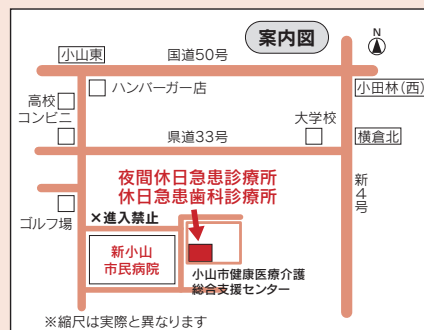 案内図
N
小山東
国道50号
ハンバーガー店
小田林(西)
高校
コンビニ
大学校
県道33号
横倉北
新4号
夜間休日急患診療所
休日急患歯科診療所
×進入禁止
ゴルフ場
新小山
市民病院
小山市健康医療介護
総合支援センター
※縮尺は実際と異なります